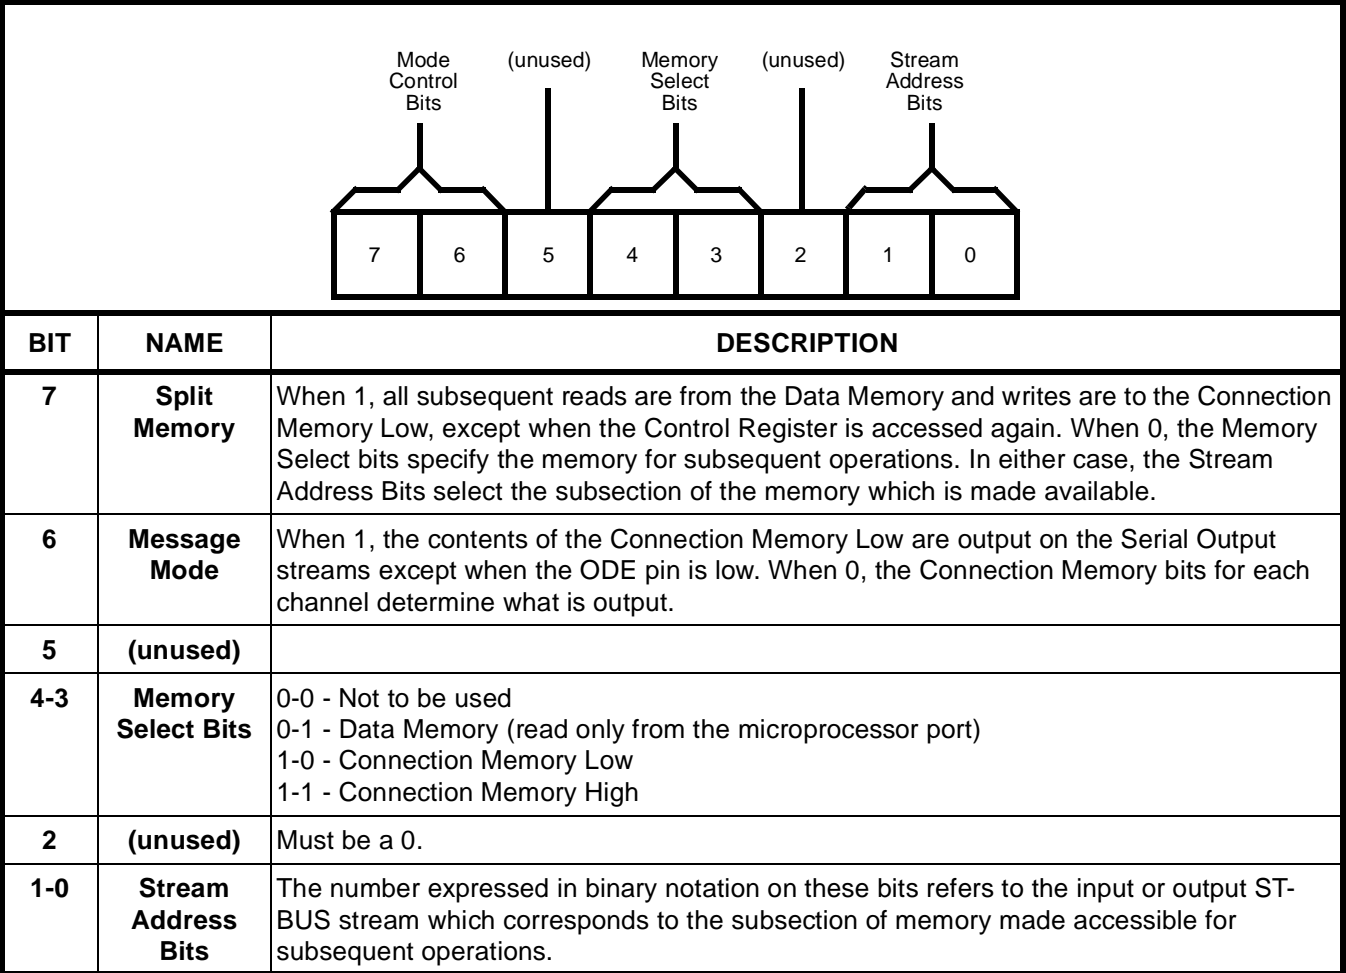 Mode Control Bits
(unused)
Memory Select Bits
(unused)
Stream Address Bits
7 6 5 4 3 2 1 0
BIT NAME DESCRIPTION
7 Split Memory
When 1, all subsequent reads are from the Data Memory and writes are to the Connection
Memory Low, except when the Control Register is accessed again. When 0, the Memory
Select bits specify the memory for subsequent operations. In either case, the Stream
Address Bits select the subsection of the memory which is made available.
6 Message Mode
When 1, the contents of the Connection Memory Low are output on the Serial Output
streams except when the ODE pin is low. When 0, the Connection Memory bits for each
channel determine what is output.
5 (unused)
4-3 Memory Select Bits
0-0 - Not to be used
0-1 - Data Memory (read only from the microprocessor port)
1-0 - Connection Memory Low
1-1 - Connection Memory High
2 (unused) Must be a 0.
1-0 Stream Address Bits
The number expressed in binary notation on these bits refers to the input or output ST-
BUS stream which corresponds to the subsection of memory made accessible for
subsequent operations.